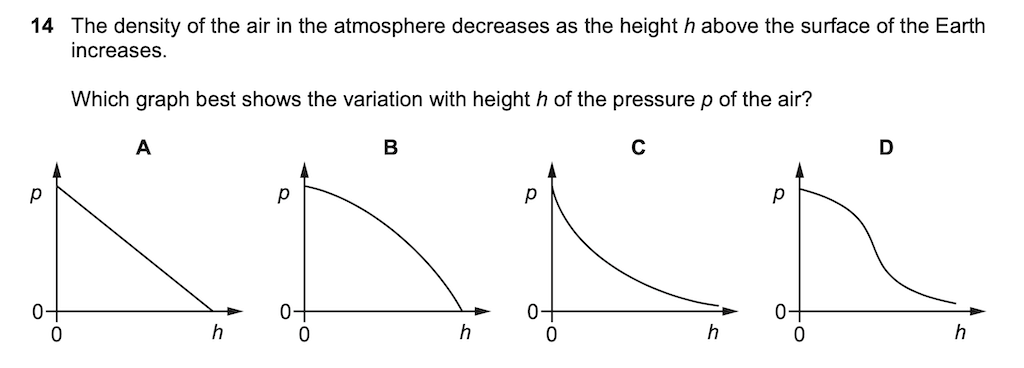 14 The density of the air in the atmosphere decreases as the height h above the surface of the Earth
increases.
Which graph best shows the variation with height h of the pressure p of the air?
A B C D
p p p p
0 0 0 0
0 h 0 h 0 h 0 h